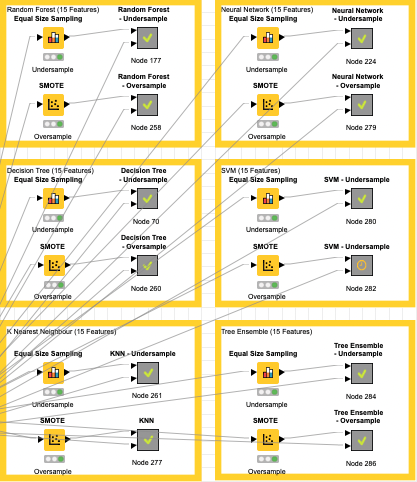 Random Forest (15 Features)
Equal Size Sampling
Random Forest
- Undersample
Undersample
Node 177
SMOTE
Random Forest
- Oversample
Oversample
Node 258
Neural Network (15 Features)
Equal Size Sampling
Neural Network
- Undersample
Undersample
Node 224
SMOTE
Neural Network
- Oversample
Oversample
Node 279
Decision Tree (15 Features)
Equal Size Sampling
Decision Tree
- Undersample
Undersample
Node 70
SMOTE
Decision Tree
- Oversample
Oversample
Node 260
SVM (15 Features)
Equal Size Sampling
SVM - Undersample
Undersample
Node 280
SMOTE
SVM - Undersample
Oversample
Node 282
K Nearest Neighbour (15 Features)
Equal Size Sampling
KNN - Undersample
Undersample
Node 261
SMOTE
KNN
Oversample
Node 277
Tree Ensemble (15 Features)
Equal Size Sampling
Tree Ensemble
- Undersample
Undersample
Node 284
SMOTE
Tree Ensemble
- Oversample
Oversample
Node 286